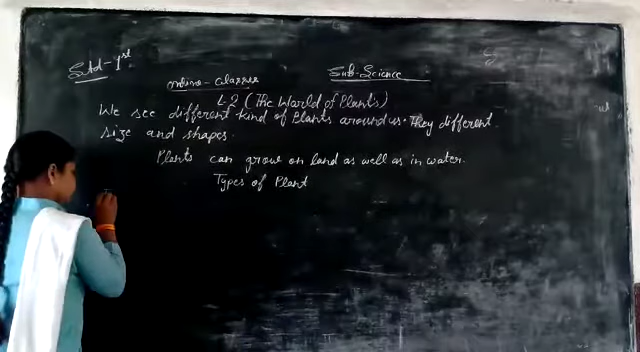 Std-1st
Sub-Science
online-classes
L-2 (The World of Plants)
We see different kind of Plants around us. They different
size and shapes.
Plants can grow on land as well as in water.
Types of Plant